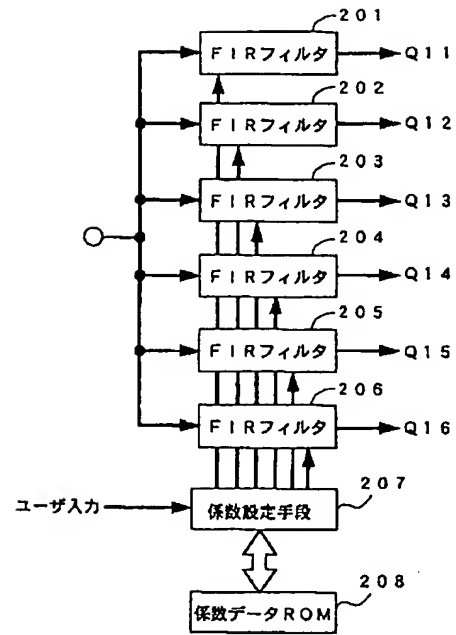 201
FIRフィルタ Q11
202
FIRフィルタ Q12
203
FIRフィルタ Q13
204
FIRフィルタ Q14
205
FIRフィルタ Q15
206
FIRフィルタ Q16
207
ユーザ入力 係数設定手段
208
係数データROM